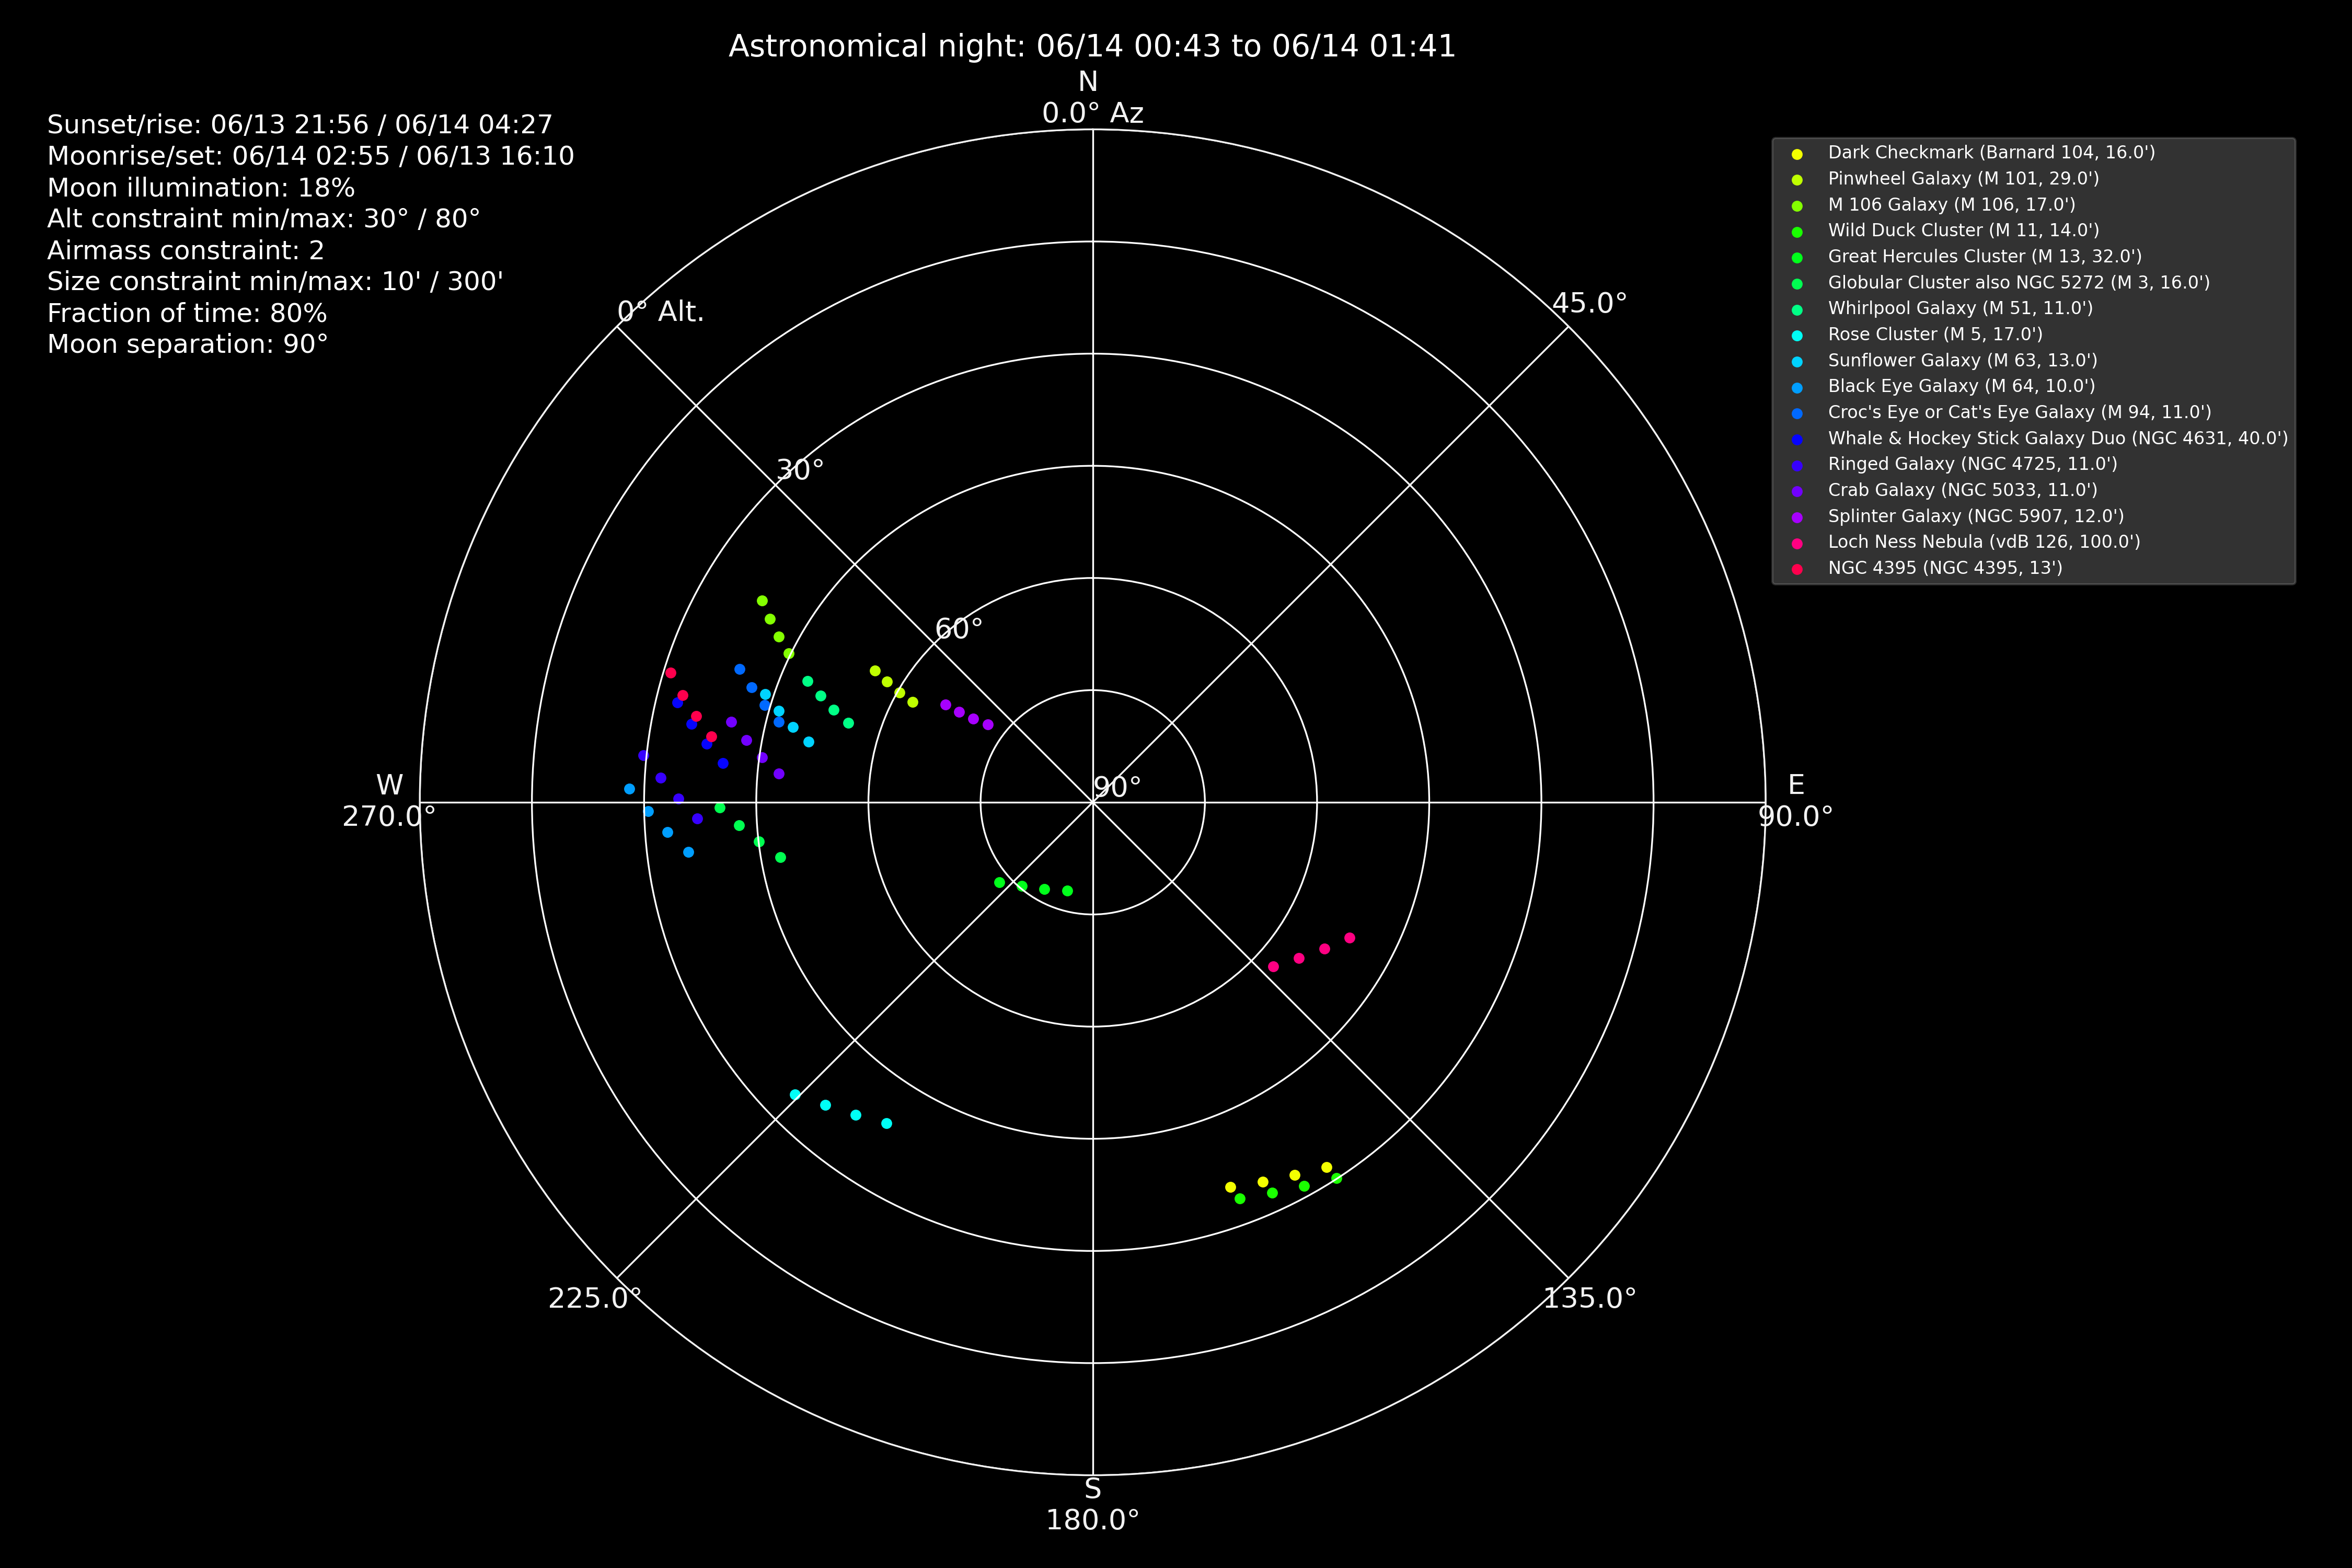 Astronomical night: 06/14 00:43 to 06/14 01:41
N
0.0° Az
Sunset/rise: 06/13 21:56 / 06/14 04:27
Moonrise/set: 06/14 02:55 / 06/13 16:10
Moon illumination: 18%
Alt constraint min/max: 30° / 80°
Airmass constraint: 2
Size constraint min/max: 10' / 300'
Fraction of time: 80%
Moon separation: 90°
Dark Checkmark (Barnard 104, 16.0')
Pinwheel Galaxy (M 101, 29.0')
M 106 Galaxy (M 106, 17.0')
Wild Duck Cluster (M 11, 14.0')
Great Hercules Cluster (M 13, 32.0')
Globular Cluster also NGC 5272 (M 3, 16.0')
Whirlpool Galaxy (M 51, 11.0')
Rose Cluster (M 5, 17.0')
Sunflower Galaxy (M 63, 13.0')
Black Eye Galaxy (M 64, 10.0')
Croc's Eye or Cat's Eye Galaxy (M 94, 11.0')
Whale & Hockey Stick Galaxy Duo (NGC 4631, 40.0')
Ringed Galaxy (NGC 4725, 11.0')
Crab Galaxy (NGC 5033, 11.0')
Splinter Galaxy (NGC 5907, 12.0')
Loch Ness Nebula (vdB 126, 100.0')
NGC 4395 (NGC 4395, 13')
0° Alt.
45.0°
30°
60°
90°
W
270.0°
E
90.0°
225.0°
135.0°
S
180.0°